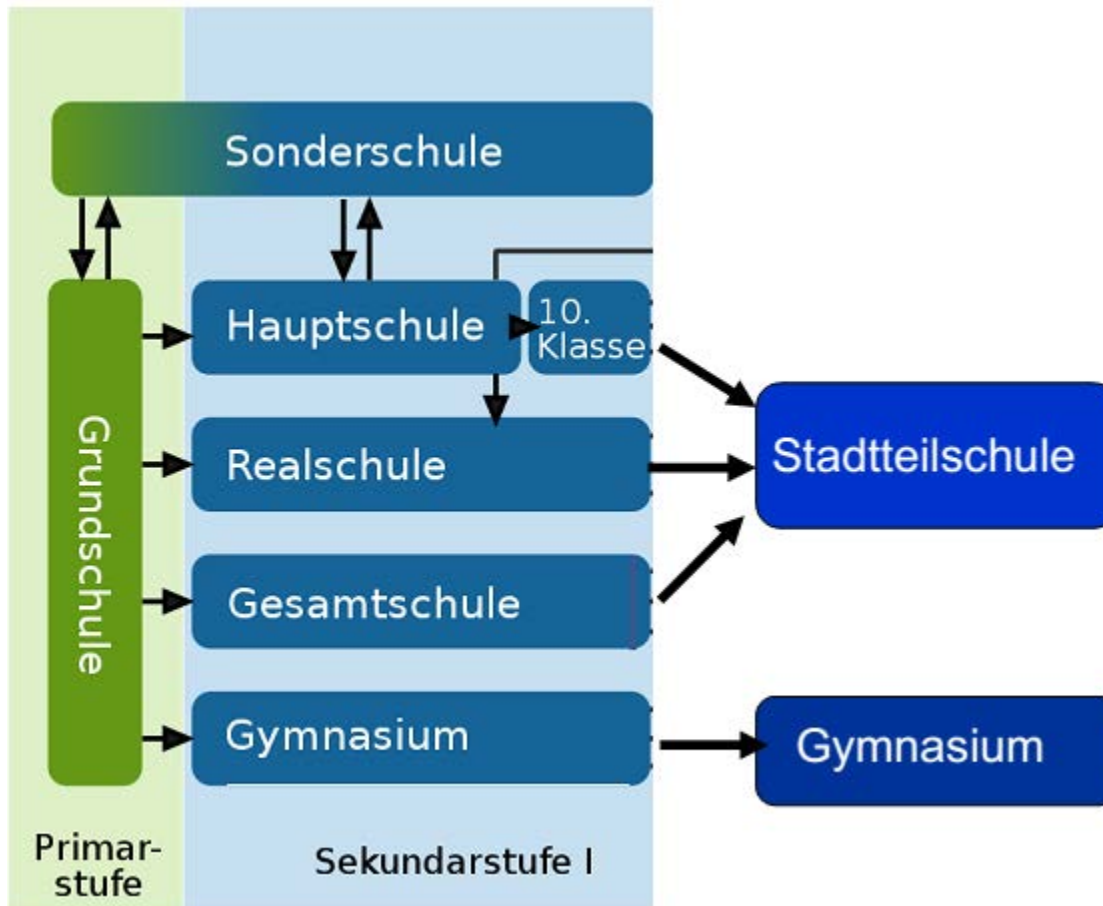 Sonderschule
Hauptschule
10.
Klasse
Realschule
Gesamtschule
Gymnasium
Grundschule
Stadtteilschule
Gymnasium
Primar-
stufe
Sekundarstufe I